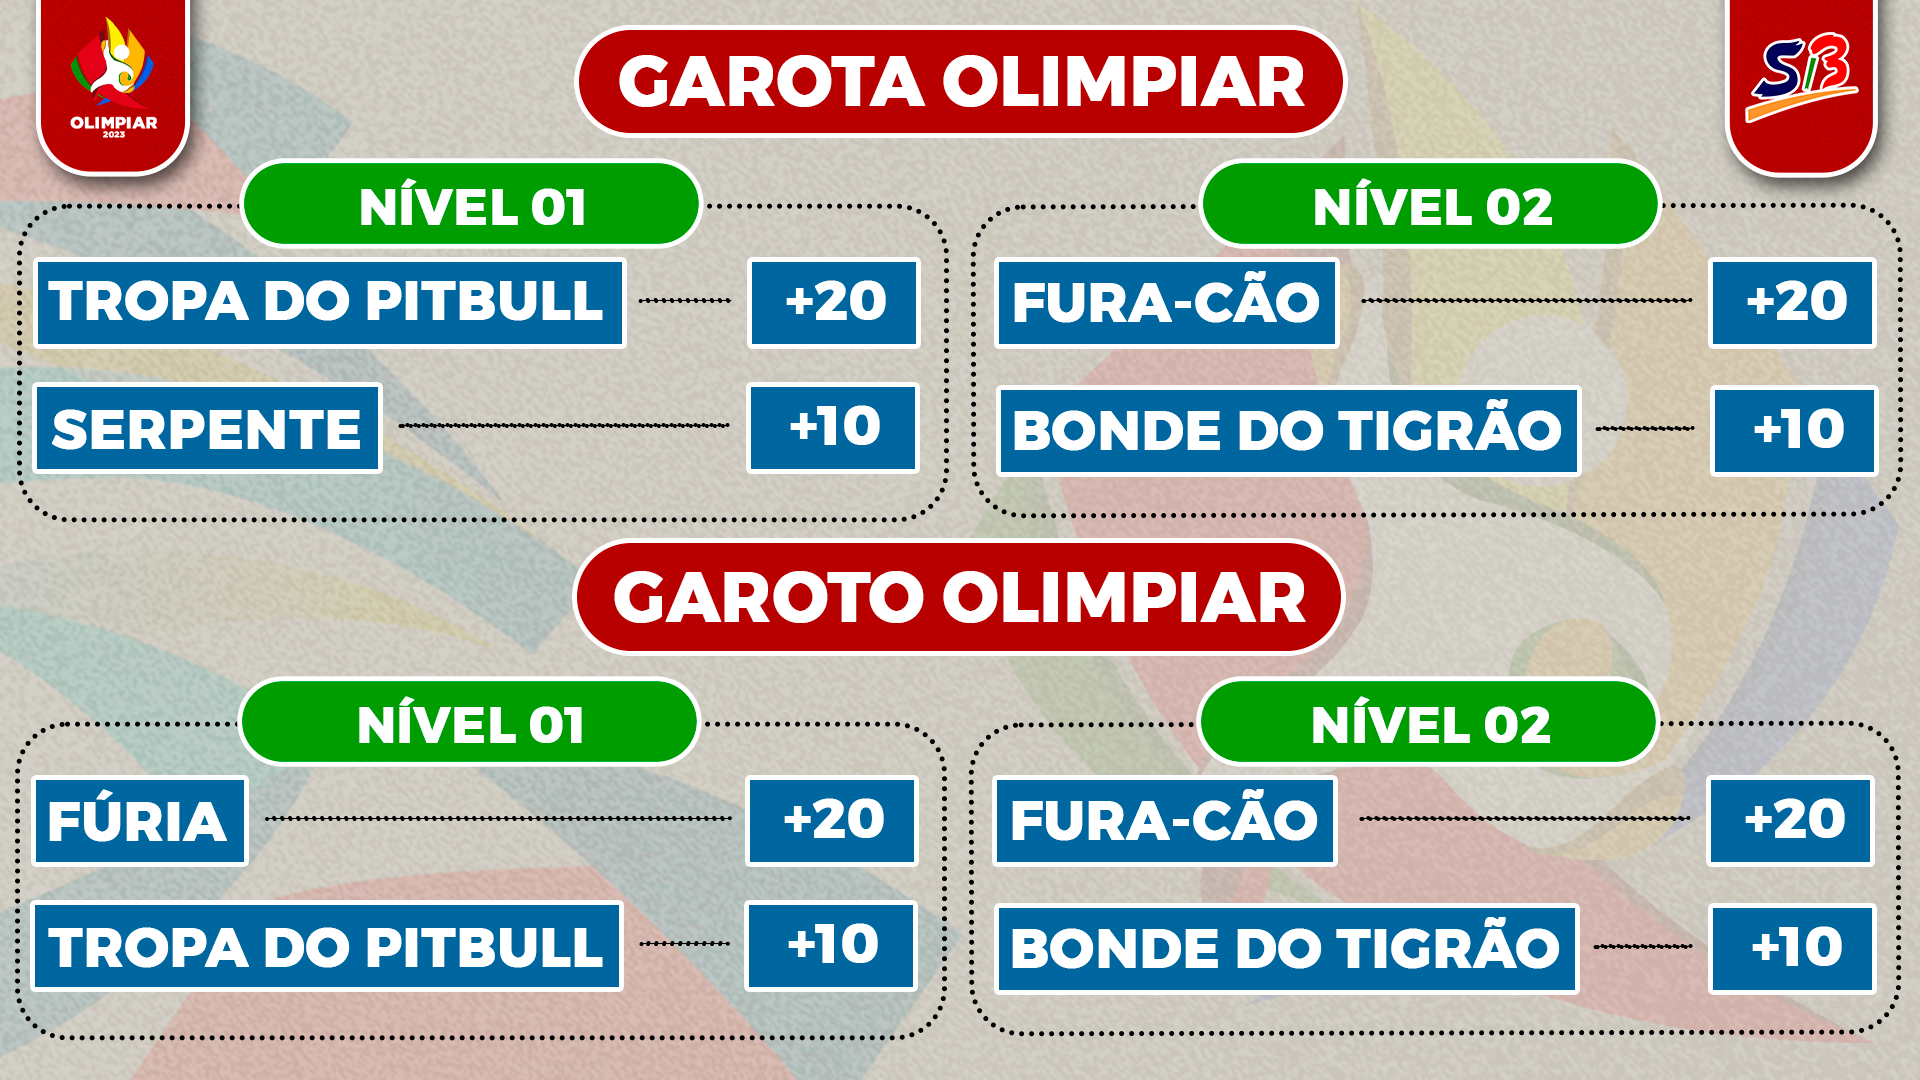 OLIMPIAR
2023
GAROTA OLIMPIAR
SiB
NÍVEL 01
TROPA DO PITBULL +20
SERPENTE +10
NÍVEL 02
FURA-CÃO +20
BONDE DO TIGRÃO +10
GAROTO OLIMPIAR
NÍVEL 01
FÚRIA +20
TROPA DO PITBULL +10
NÍVEL 02
FURA-CÃO +20
BONDE DO TIGRÃO +10